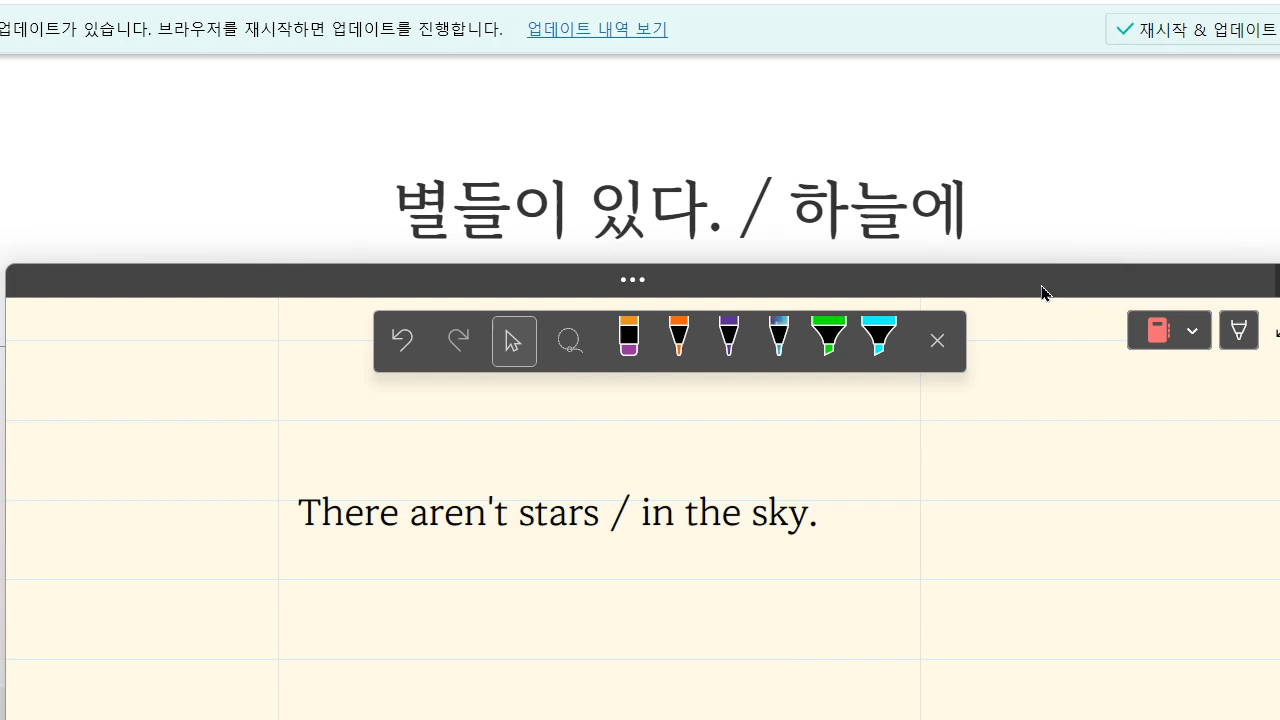 업데이트가 있습니다. 브라우저를 재시작하면 업데이트를 진행합니다. 업데이트 내역 보기 재시작 & 업데이트
별들이 있다. / 하늘에
There aren't stars / in the sky.